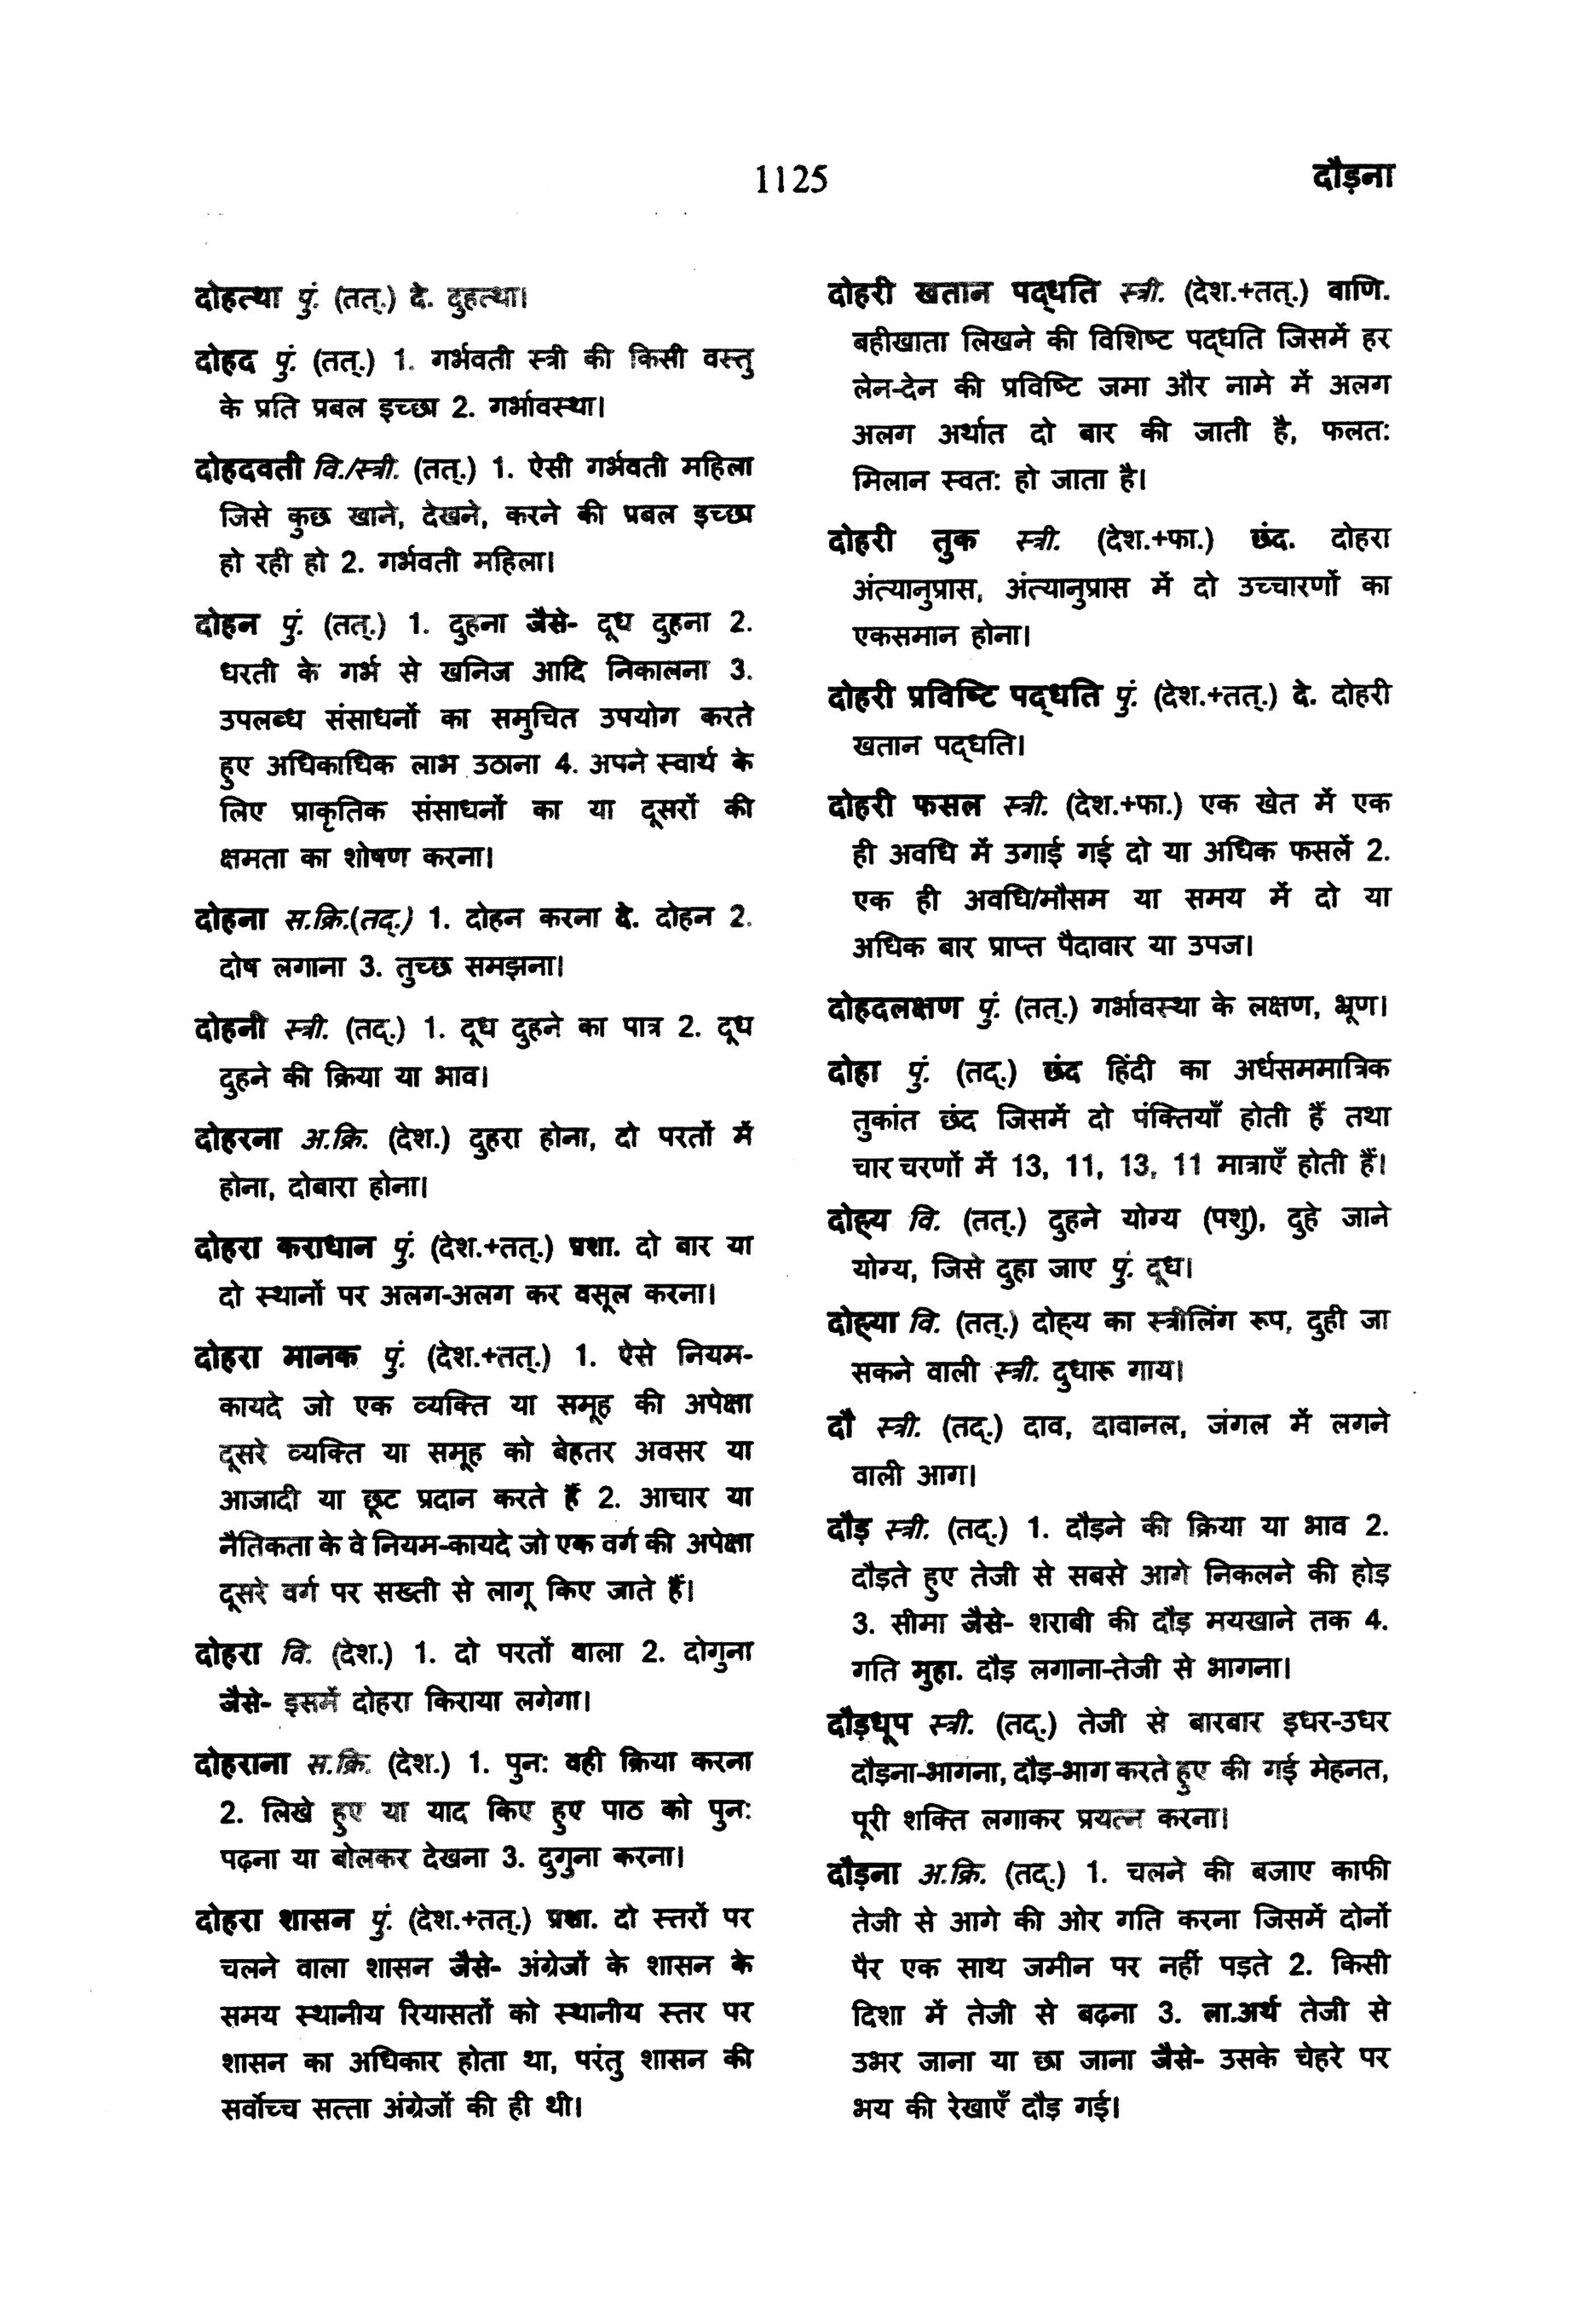 1125
दौड़ना
दोहत्था पुं. (तत्.) दे. दुहत्था।
दोहद पुं. (तत्.) 1. गर्भवती स्त्री की किसी वस्तु
के प्रति प्रबल इच्छा 2. गर्भावस्था।
दोहदवती वि./स्त्री. (तत्.) 1. ऐसी गर्भवती महिला
जिसे कुछ खाने, देखने, करने की प्रबल इच्छा
हो रही हो 2. गर्भवती महिला।
दोहन पुं. (तत्.) 1. दुहना जैसे- दूध दुहना 2.
धरती के गर्भ से खनिज आदि निकालना 3.
उपलब्ध संसाधनों का समुचित उपयोग करते
हुए अधिकाधिक लाभ उठाना 4. अपने स्वार्थ के
लिए प्राकृतिक संसाधनों का या दूसरों की
क्षमता का शोषण करना।
दोहना स.क्रि.(तद्.) 1. दोहन करना दे. दोहन 2.
दोष लगाना 3. तुच्छ समझना।
दोहनी स्त्री. (तद्.) 1. दूध दुहने का पात्र 2. दूध
दुहने की क्रिया या भाव।
दोहरना अ.क्रि. (देश.) दुहरा होना, दो परतों में
होना, दोबारा होना।
दोहरा कराधान पुं. (देश.+तत्.) प्रशा. दो बार या
दो स्थानों पर अलग-अलग कर वसूल करना।
दोहरा मानक पुं. (देश.+तत्.) 1. ऐसे नियम-
कायदे जो एक व्यक्ति या समूह की अपेक्षा
दूसरे व्यक्ति या समूह को बेहतर अवसर या
आजादी या छूट प्रदान करते हैं 2. आचार या
नैतिकता के वे नियम-कायदे जो एक वर्ग की अपेक्षा
दूसरे वर्ग पर सख्ती से लागू किए जाते हैं।
दोहरा वि. (देश.) 1. दो परतों वाला 2. दोगुना
जैसे- इसमें दोहरा किराया लगेगा।
दोहराना स.क्रि. (देश.) 1. पुन: वही क्रिया करना
2. लिखे हुए या याद किए हुए पाठ को पुन:
पढ़ना या बोलकर देखना 3. दुगुना करना।
दोहरा शासन पुं. (देश.+तत्.) प्रशा. दो स्तरों पर
चलने वाला शासन जैसे- अंग्रेजों के शासन के
समय स्थानीय रियासतों को स्थानीय स्तर पर
शासन का अधिकार होता था, परंतु शासन की
सर्वोच्च सत्ता अंग्रेजों की ही थी।
दोहरी खतान पद्धति स्त्री. (देश.+तत्.) वाणि.
बहीखाता लिखने की विशिष्ट पद्धति जिसमें हर
लेन-देन की प्रविष्टि जमा और नामे में अलग
अलग अर्थात दो बार की जाती है, फलत:
मिलान स्वत: हो जाता है।
दोहरी तुक स्त्री. (देश.+फा.) छंद. दोहरा
अंत्यानुप्रास, अंत्यानुप्रास में दो उच्चारणों का
एकसमान होना।
दोहरी प्रविष्टि पद्धति पुं. (देश.+तत्.) दे. दोहरी
खतान पद्धति।
दोहरी फसल स्त्री. (देश.+फा.) एक खेत में एक
ही अवधि में उगाई गई दो या अधिक फसलें 2.
एक ही अवधि/मौसम या समय में दो या
अधिक बार प्राप्त पैदावार या उपज।
दोहदलक्षण पुं. (तत्.) गर्भावस्था के लक्षण, भ्रूण।
दोहा पुं. (तद्.) छंद हिंदी का अर्धसममात्रिक
तुकांत छंद जिसमें दो पंक्तियाँ होती हैं तथा
चार चरणों में 13, 11, 13, 11 मात्राएँ होती हैं।
दोह्य वि. (तत्.) दुहने योग्य (पशु), दुहे जाने
योग्य, जिसे दुहा जाए पुं. दूध।
दोह्या वि. (तत्.) दोह्य का स्त्रीलिंग रूप, दुही जा
सकने वाली स्त्री. दुधारू गाय।
दौ स्त्री. (तद्.) दाव, दावानल, जंगल में लगने
वाली आग।
दौड़ स्त्री. (तद्.) 1. दौड़ने की क्रिया या भाव 2.
दौड़ते हुए तेजी से सबसे आगे निकलने की होड़
3. सीमा जैसे- शराबी की दौड़ मयखाने तक 4.
गति मुहा. दौड़ लगाना-तेजी से भागना।
दौड़धूप स्त्री. (तद्.) तेजी से बारबार इधर-उधर
दौड़ना-भागना, दौड़-भाग करते हुए की गई मेहनत,
पूरी शक्ति लगाकर प्रयत्न करना।
दौड़ना अ.क्रि. (तद्.) 1. चलने की बजाए काफी
तेजी से आगे की ओर गति करना जिसमें दोनों
पैर एक साथ जमीन पर नहीं पड़ते 2. किसी
दिशा में तेजी से बढ़ना 3. ला.अर्थ तेजी से
उभर जाना या छा जाना जैसे- उसके चेहरे पर
भय की रेखाएँ दौड़ गई।